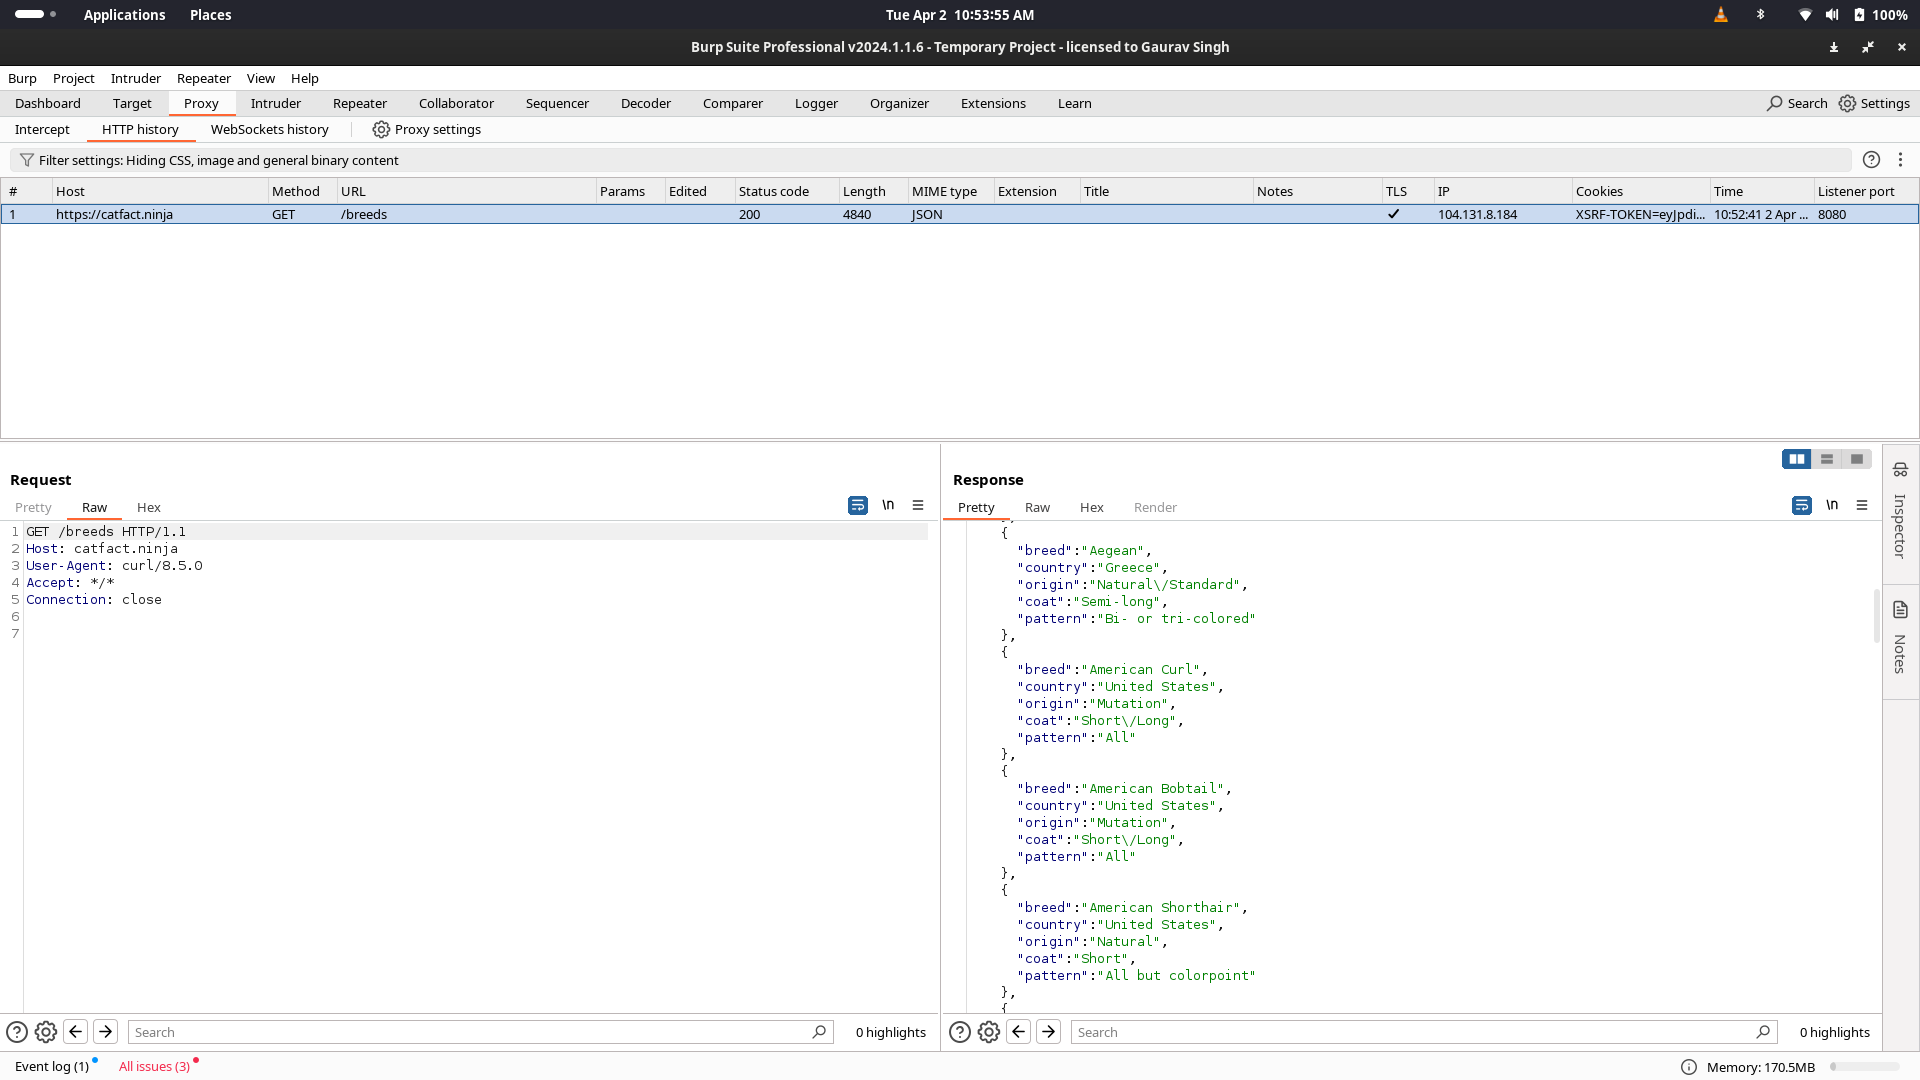 Applications Places Tue Apr 2 10:53:55 AM 100%
Burp Suite Professional v2024.1.1.6 - Temporary Project - licensed to Gaurav Singh
Burp Project Intruder Repeater View Help
Dashboard Target Proxy Intruder Repeater Collaborator Sequencer Decoder Comparer Logger Organizer Extensions Learn Search Settings
Intercept HTTP history WebSockets history Proxy settings
Filter settings: Hiding CSS, image and general binary content
# Host Method URL Params Edited Status code Length MIME type Extension Title Notes TLS IP Cookies Time Listener port
1 https://catfact.ninja GET /breeds 200 4840 JSON ✓ 104.131.8.184 XSRF-TOKEN=eyJpdi... 10:52:41 2 Apr ... 8080
Request
Pretty Raw Hex \n
1 GET /breeds HTTP/1.1
2 Host: catfact.ninja
3 User-Agent: curl/8.5.0
4 Accept: */*
5 Connection: close
6
7
Search 0 highlights
Response
Pretty Raw Hex Render \n
},
{
"breed":"Aegean",
"country":"Greece",
"origin":"Natural\/Standard",
"coat":"Semi-long",
"pattern":"Bi- or tri-colored"
},
{
"breed":"American Curl",
"country":"United States",
"origin":"Mutation",
"coat":"Short\/Long",
"pattern":"All"
},
{
"breed":"American Bobtail",
"country":"United States",
"origin":"Mutation",
"coat":"Short\/Long",
"pattern":"All"
},
{
"breed":"American Shorthair",
"country":"United States",
"origin":"Natural",
"coat":"Short",
"pattern":"All but colorpoint"
},
{
Search 0 highlights
Inspector
Notes
Event log (1) All issues (3) Memory: 170.5MB